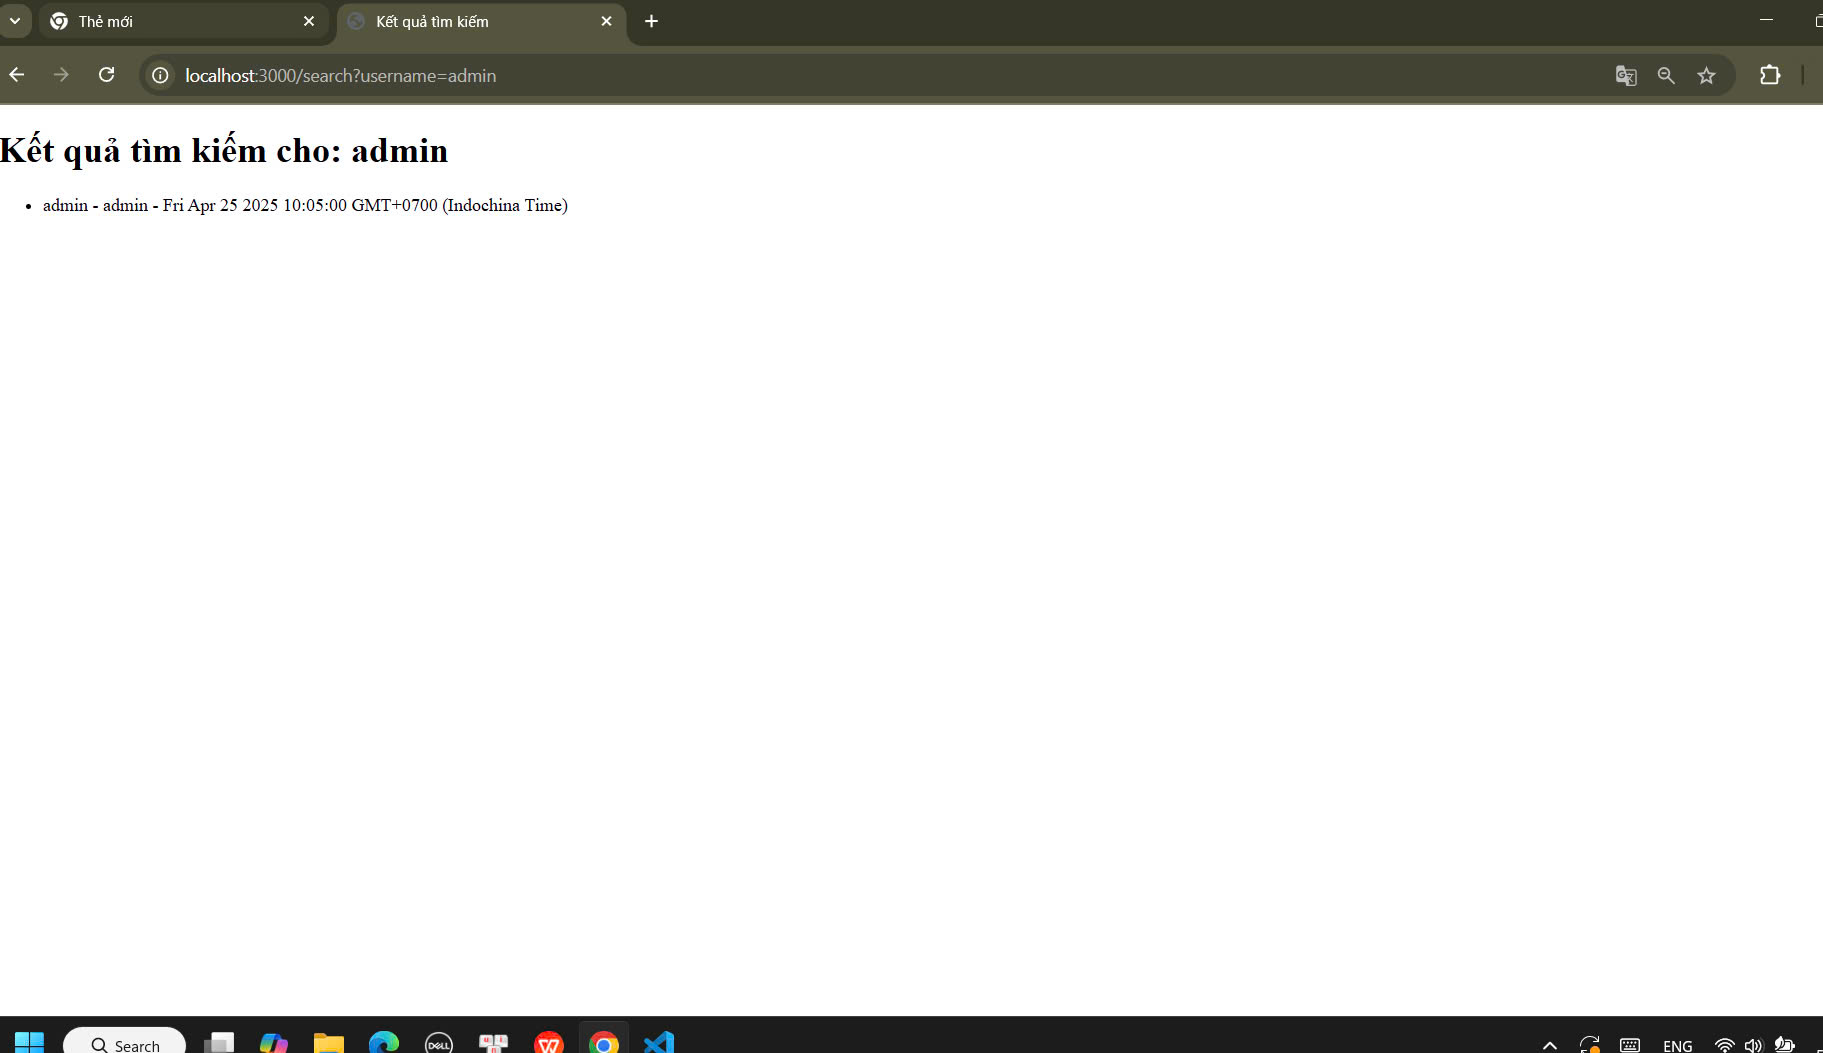 Thẻ mới
Kết quả tìm kiếm
localhost:3000/search?username=admin
Kết quả tìm kiếm cho: admin
• admin - admin - Fri Apr 25 2025 10:05:00 GMT+0700 (Indochina Time)
Search
DELL
ENG